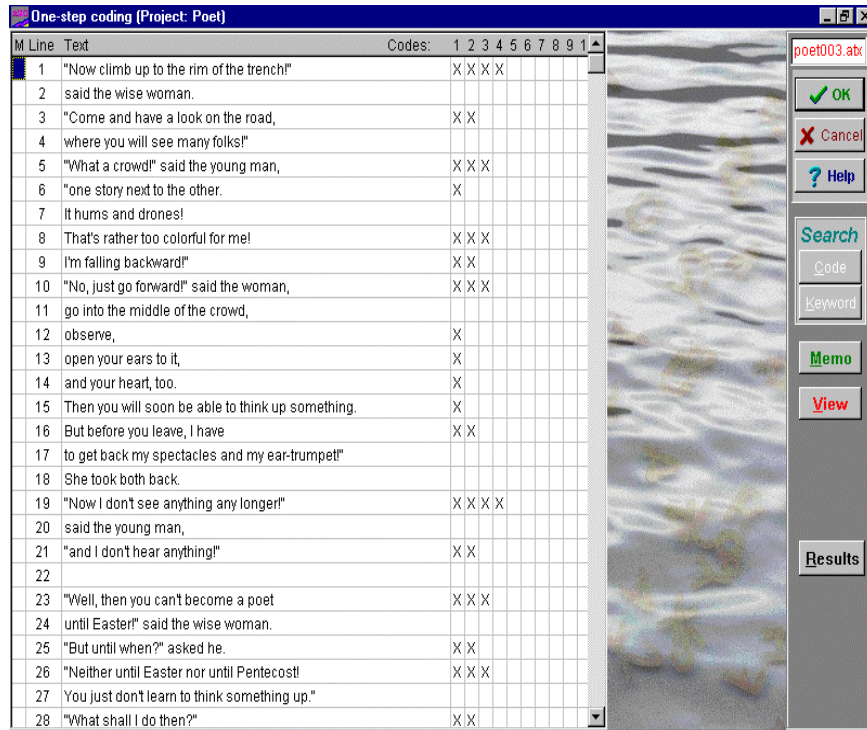 One-step coding (Project: Poet)
M Line Text Codes: 1 2 3 4 5 6 7 8 9 1
1 "Now climb up to the rim of the trench!" X X X X
2 said the wise woman.
3 "Come and have a look on the road, X X
4 where you will see many folks!"
5 "What a crowd!" said the young man, X X X
6 "one story next to the other. X
7 It hums and drones!
8 That's rather too colorful for me! X X X
9 I'm falling backward!" X X
10 "No, just go forward!" said the woman, X X X
11 go into the middle of the crowd,
12 observe, X
13 open your ears to it, X
14 and your heart, too. X
15 Then you will soon be able to think up something. X
16 But before you leave, I have X X
17 to get back my spectacles and my ear-trumpet!"
18 She took both back.
19 "Now I don't see anything any longer!" X X X X
20 said the young man,
21 "and I don't hear anything!" X X
22
23 "Well, then you can't become a poet X X X
24 until Easter!" said the wise woman.
25 "But until when?" asked he. X X
26 "Neither until Easter nor until Pentecost! X X X
27 You just don't learn to think something up."
28 "What shall I do then?" X X
poet003.atx
OK
Cancel
? Help
Search
Code
Keyword
Memo
View
Results